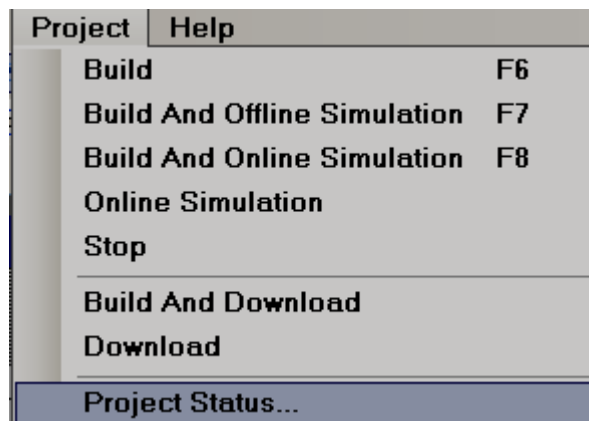 Project Help
Build F6
Build And Offline Simulation F7
Build And Online Simulation F8
Online Simulation
Stop
Build And Download
Download
Project Status...